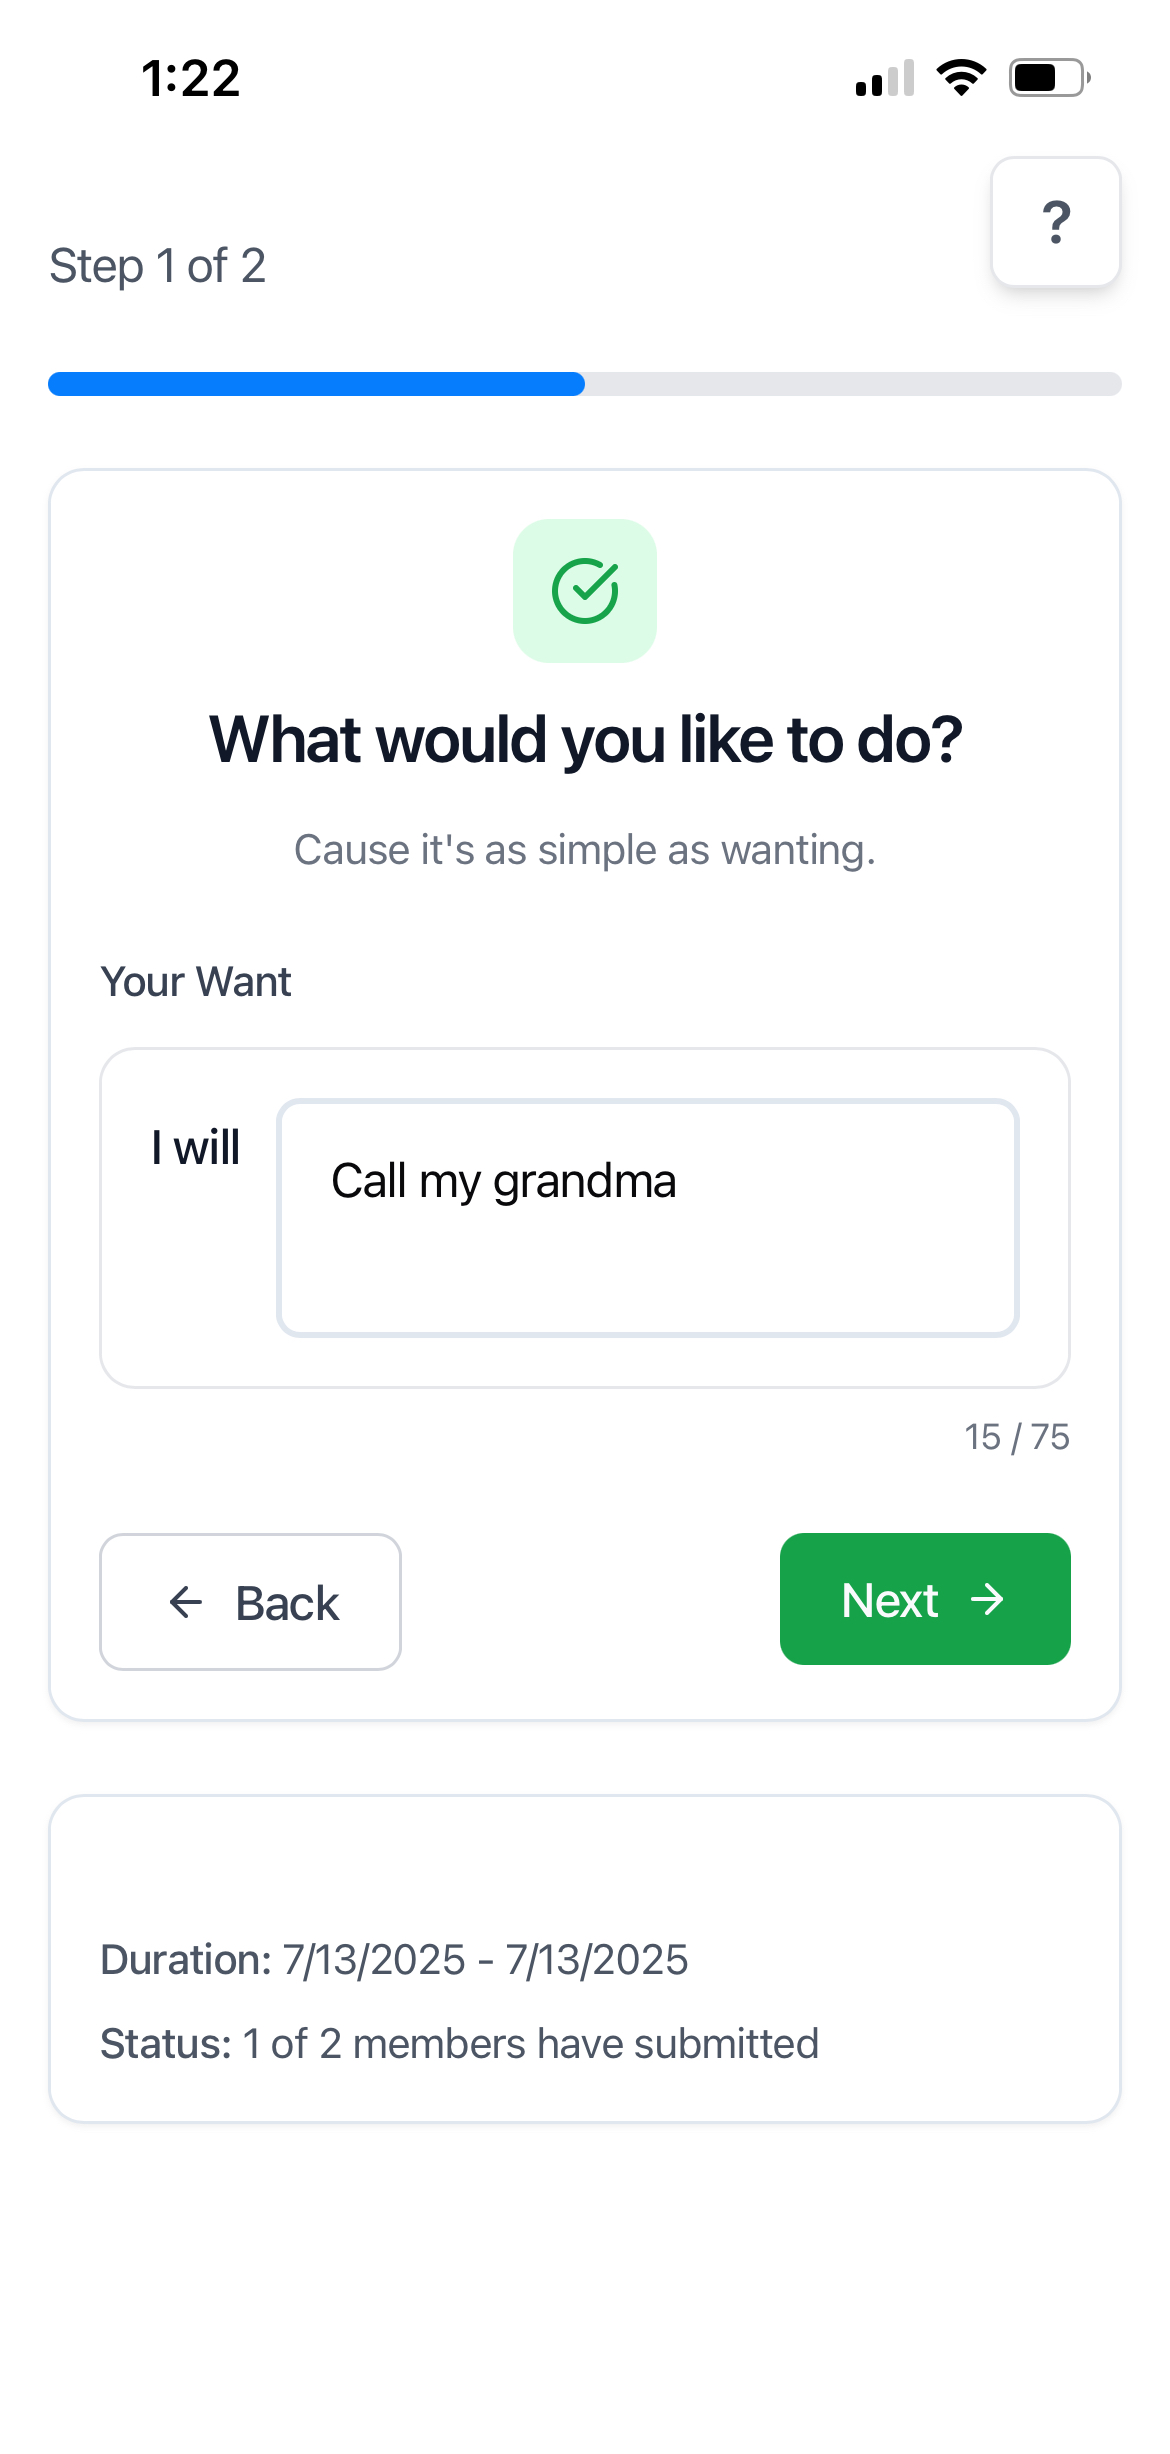 1:22
?
Step 1 of 2
What would you like to do?
Cause it's as simple as wanting.
Your Want
I will
Call my grandma
15 / 75
← Back
Next →
Duration: 7/13/2025 - 7/13/2025
Status: 1 of 2 members have submitted